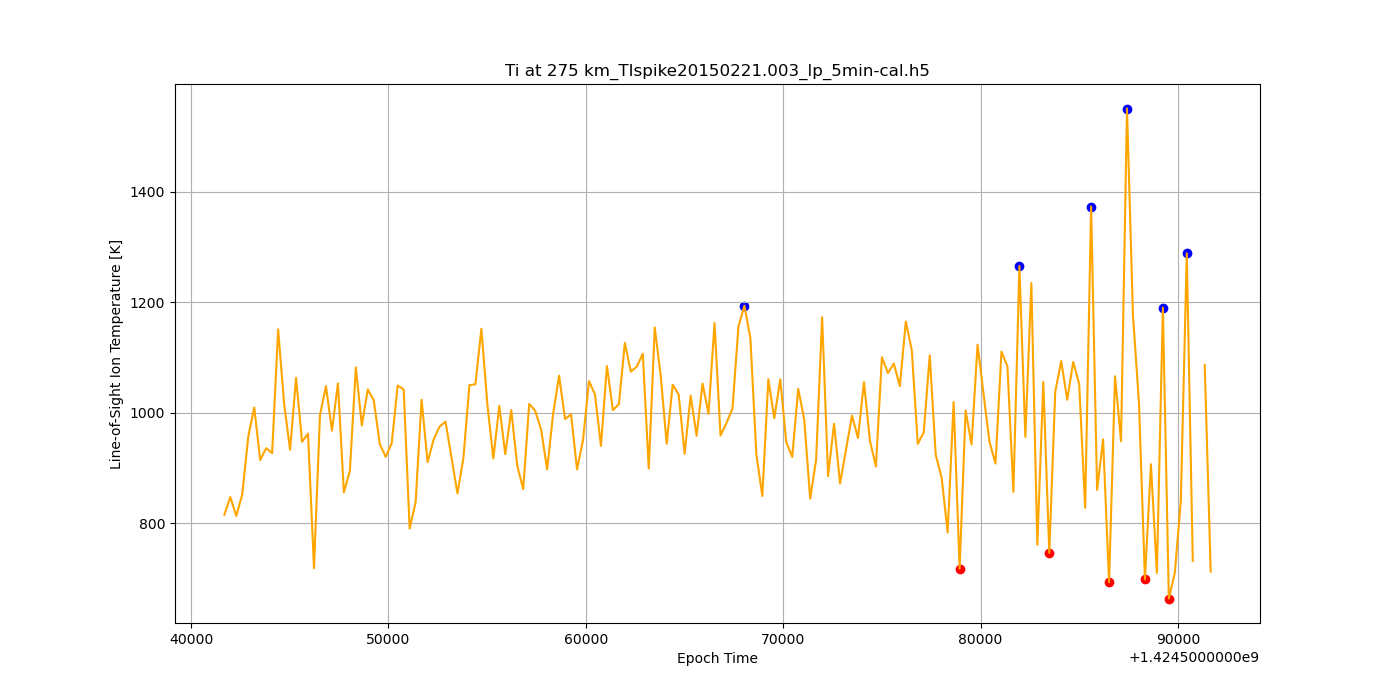 Ti at 275 km_TIspike20150221.003_lp_5min-cal.h5
Line-of-Sight Ion Temperature [K]
1400
1200
1000
800
40000 50000 60000 70000 80000 90000
Epoch Time
+1.4245000000e9